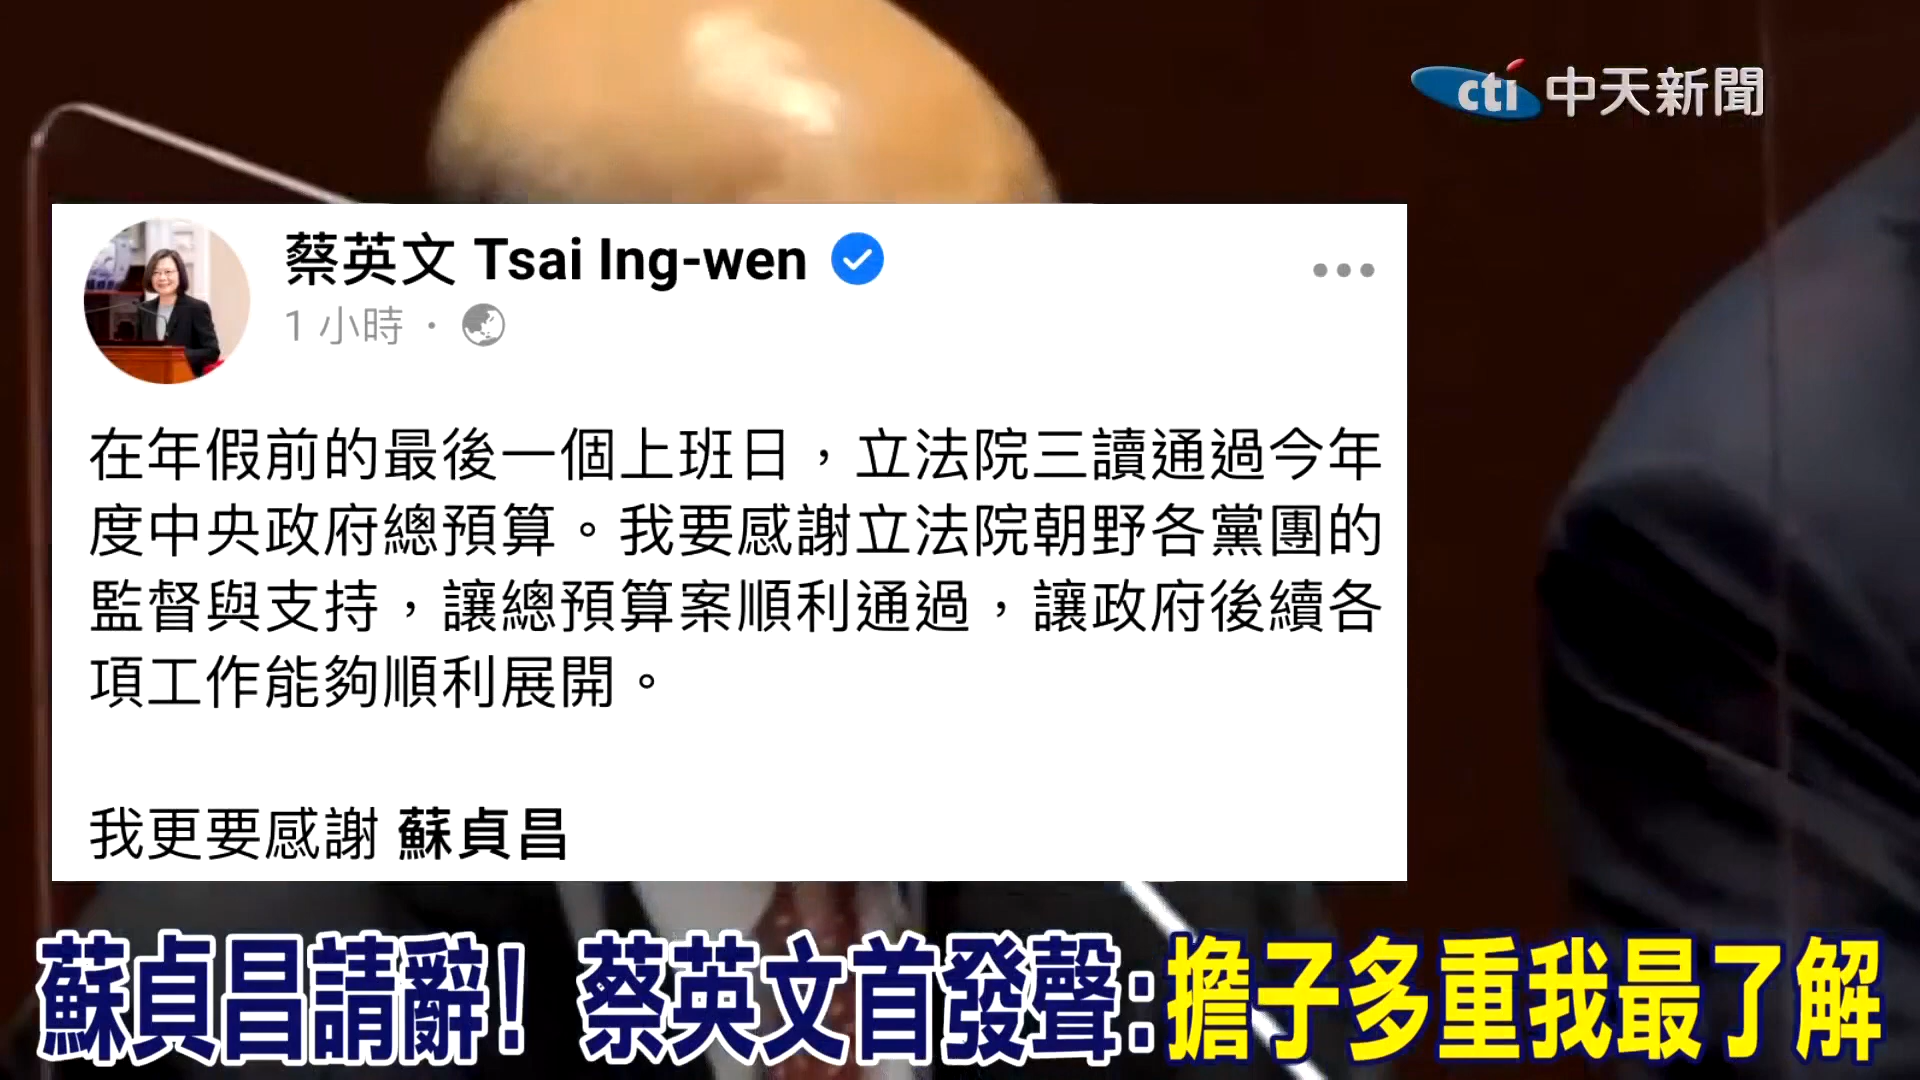 cti 中天新聞
蔡英文 Tsai Ing-wen
1 小時 ·
在年假前的最後一個上班日，立法院三讀通過今年
度中央政府總預算。我要感謝立法院朝野各黨團的
監督與支持，讓總預算案順利通過，讓政府後續各
項工作能夠順利展開。
我更要感謝 蘇貞昌
蘇貞昌請辭! 蔡英文首發聲:擔子多重我最了解